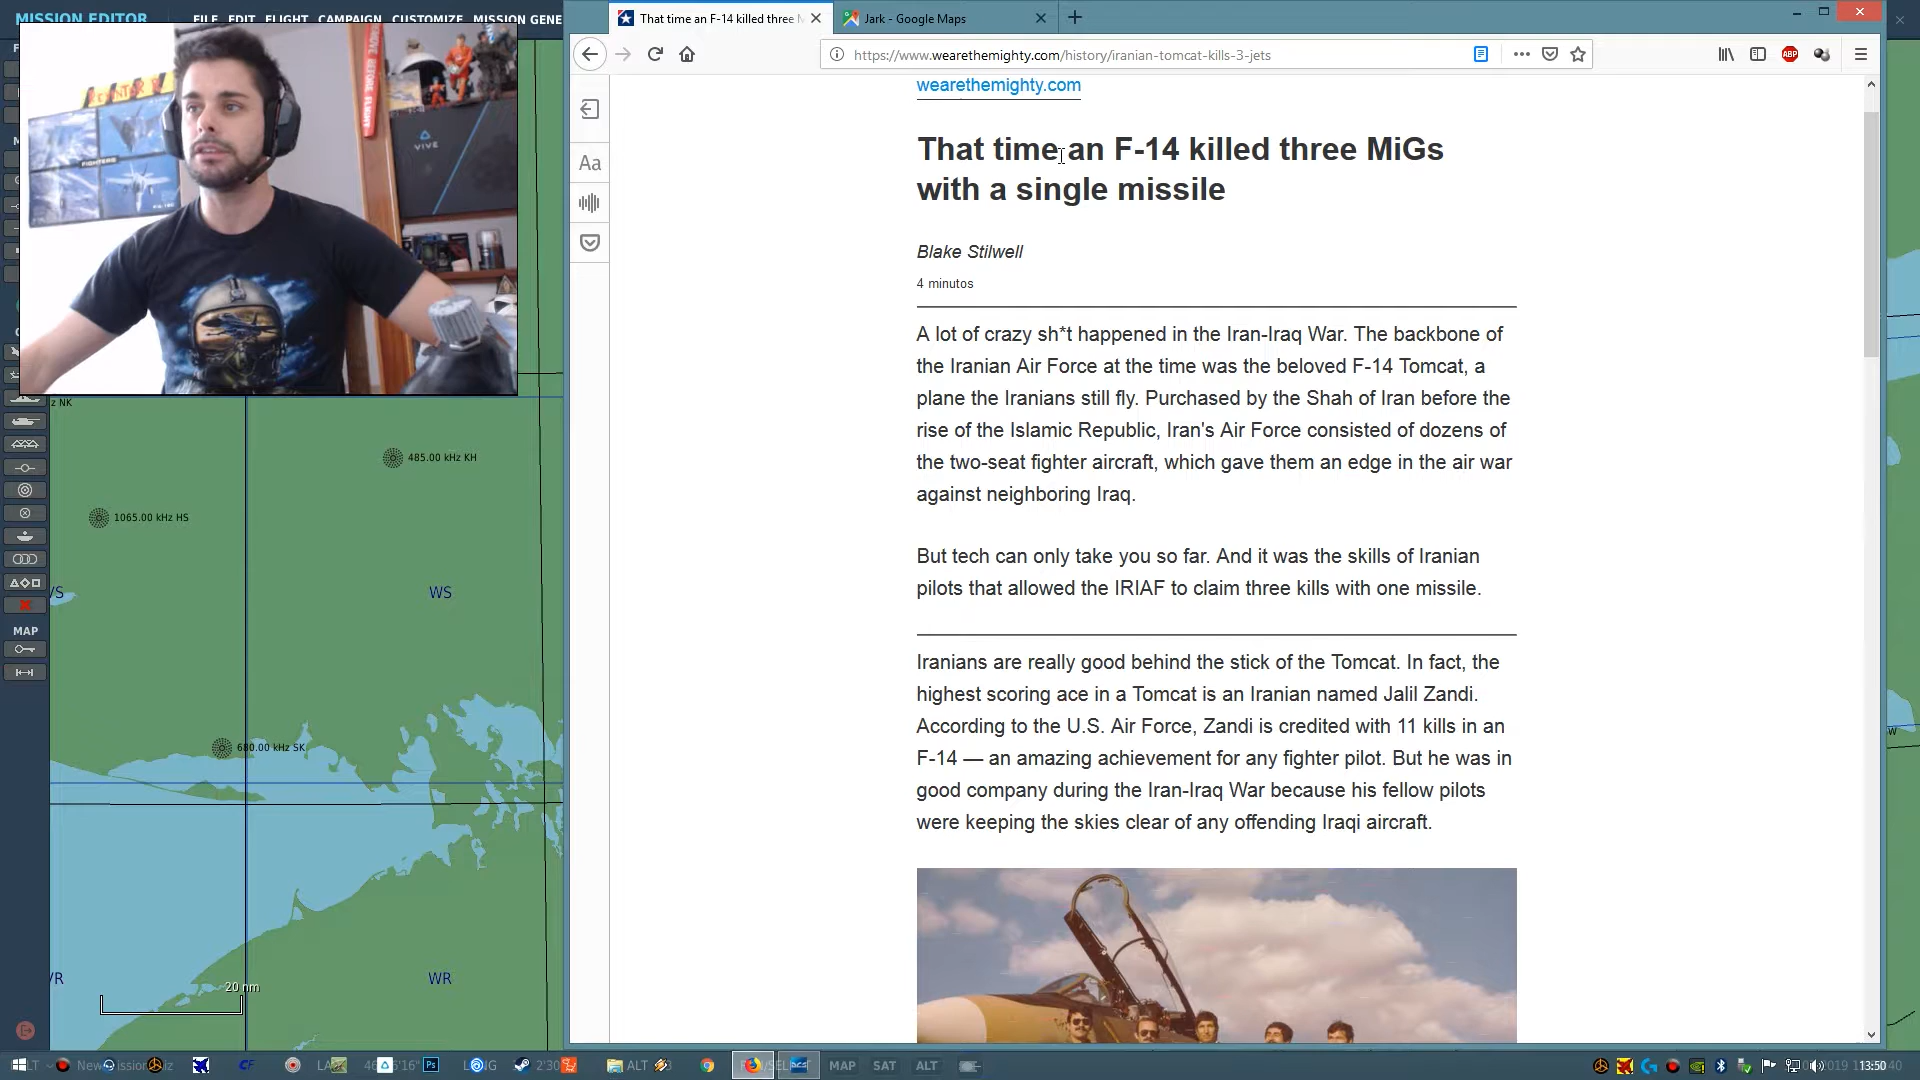 MISSION EDITOR
FILE EDIT FLIGHT CAMPAIGN CUSTOMIZE MISSION GENE
That time an F-14 killed three M
Jark - Google Maps
https://www.wearethemighty.com/history/iranian-tomcat-kills-3-jets
ABP
wearethemighty.com
Aa
That time an F-14 killed three MiGs
with a single missile
Blake Stilwell
4 minutos
A lot of crazy sh*t happened in the Iran-Iraq War. The backbone of
the Iranian Air Force at the time was the beloved F-14 Tomcat, a
plane the Iranians still fly. Purchased by the Shah of Iran before the
rise of the Islamic Republic, Iran's Air Force consisted of dozens of
the two-seat fighter aircraft, which gave them an edge in the air war
against neighboring Iraq.
But tech can only take you so far. And it was the skills of Iranian
pilots that allowed the IRIAF to claim three kills with one missile.
Iranians are really good behind the stick of the Tomcat. In fact, the
highest scoring ace in a Tomcat is an Iranian named Jalil Zandi.
According to the U.S. Air Force, Zandi is credited with 11 kills in an
F-14 — an amazing achievement for any fighter pilot. But he was in
good company during the Iran-Iraq War because his fellow pilots
were keeping the skies clear of any offending Iraqi aircraft.
REMOVE BEFORE FLIGHT
VIVE
FIGHTERS
z NK
485.00 kHz KH
1065.00 kHz HS
WS
680.00 kHz SK
MAP
WR
20 nm
MAP SAT ALT
13:50